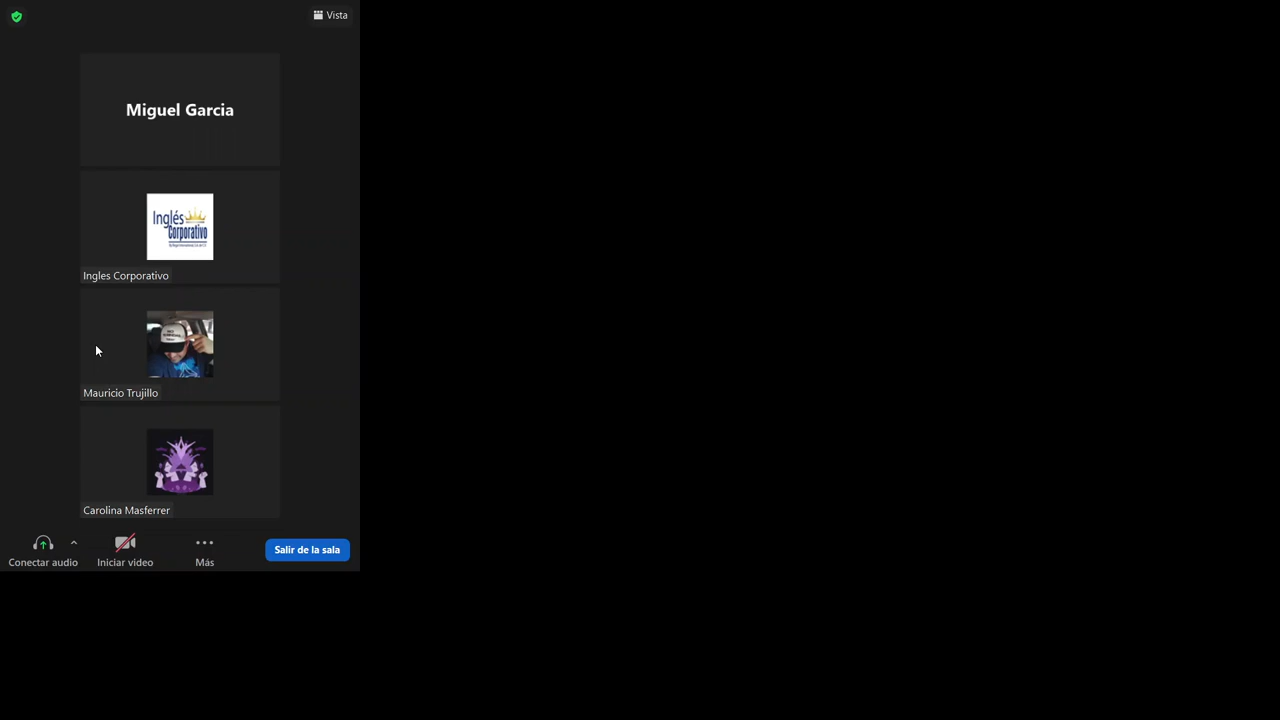 Vista
Miguel Garcia
Inglés
Corporativo
Ingles Corporativo
Mauricio Trujillo
Carolina Masferrer
Conectar audio
Iniciar video
Más
Salir de la sala